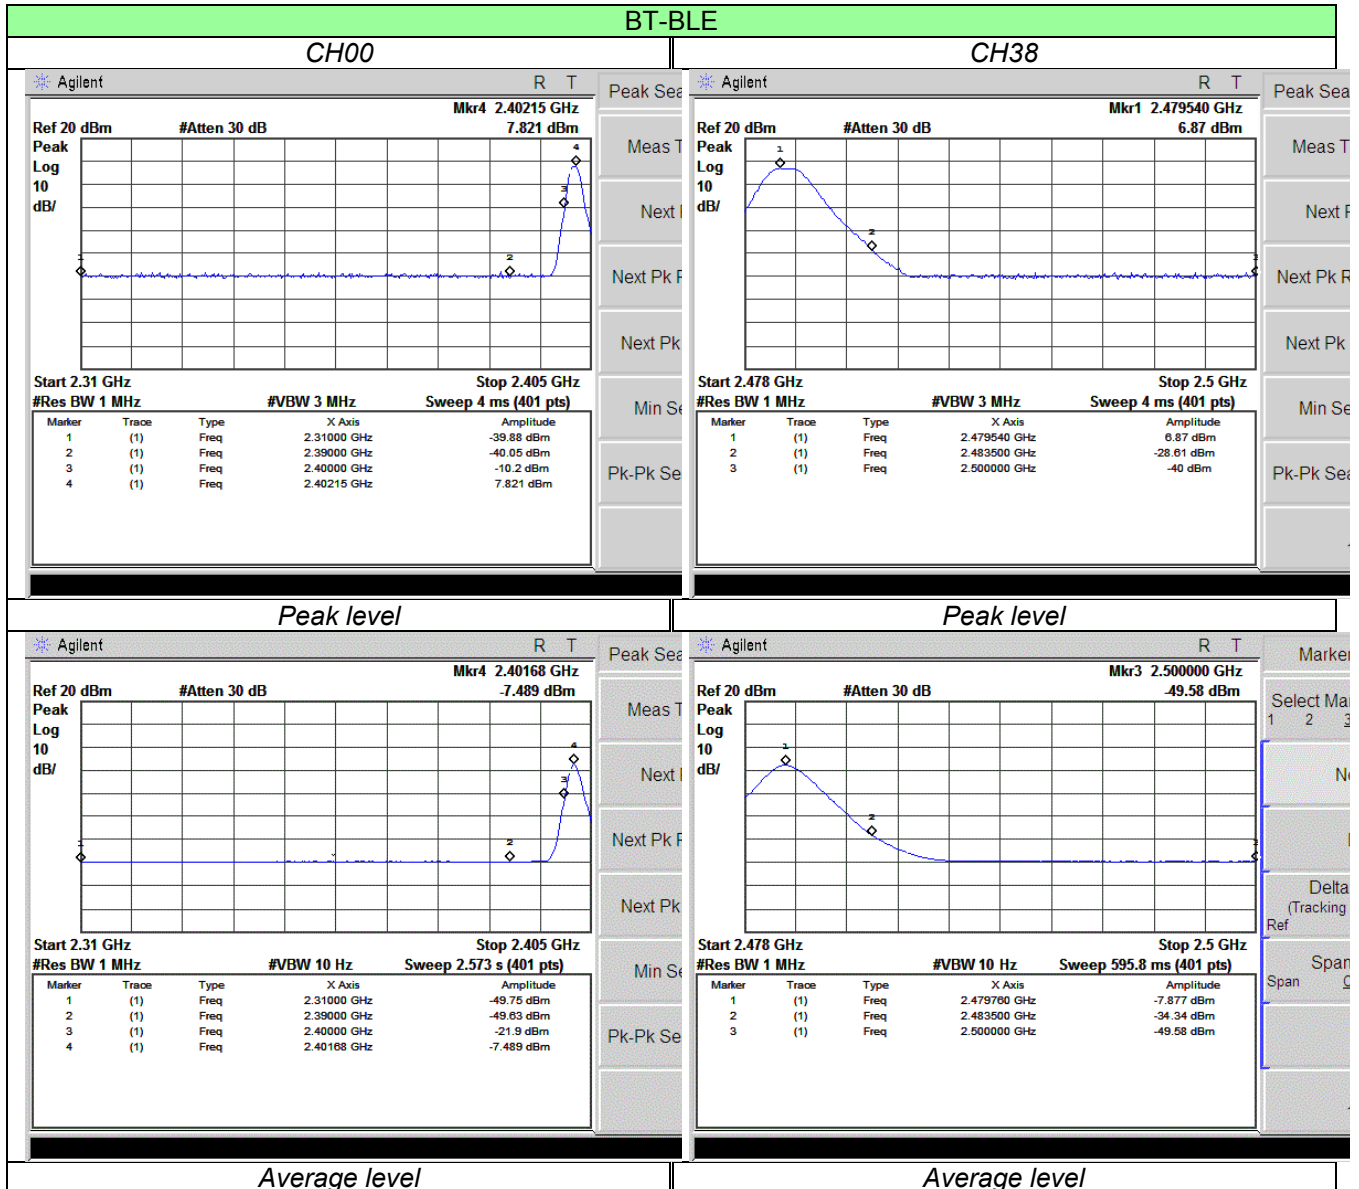 BT-BLE
CH00
CH38
Agilent R T
Peak Sea
Mkr4 2.40215 GHz
Ref 20 dBm #Atten 30 dB 7.821 dBm
Peak
Log
10
dB/
1
2
3
4
Start 2.31 GHz Stop 2.405 GHz
#Res BW 1 MHz #VBW 3 MHz Sweep 4 ms (401 pts)
Marker Trace Type X Axis Amplitude
1 (1) Freq 2.31000 GHz -39.88 dBm
2 (1) Freq 2.39000 GHz -40.05 dBm
3 (1) Freq 2.40000 GHz -10.2 dBm
4 (1) Freq 2.40215 GHz 7.821 dBm
Meas T
Next
Next Pk R
Next Pk
Min Se
Pk-Pk Se
Agilent R T
Peak Sea
Mkr1 2.479540 GHz
Ref 20 dBm #Atten 30 dB 6.87 dBm
Peak
Log
10
dB/
1
2
Start 2.478 GHz Stop 2.5 GHz
#Res BW 1 MHz #VBW 3 MHz Sweep 4 ms (401 pts)
Marker Trace Type X Axis Amplitude
1 (1) Freq 2.479540 GHz 6.87 dBm
2 (1) Freq 2.483500 GHz -28.61 dBm
3 (1) Freq 2.500000 GHz -40 dBm
Meas T
Next P
Next Pk R
Next Pk
Min Se
Pk-Pk Sea
Peak level
Peak level
Agilent R T
Peak Sea
Mkr4 2.40168 GHz
Ref 20 dBm #Atten 30 dB -7.489 dBm
Peak
Log
10
dB/
1
2
3
4
Start 2.31 GHz Stop 2.405 GHz
#Res BW 1 MHz #VBW 10 Hz Sweep 2.573 s (401 pts)
Marker Trace Type X Axis Amplitude
1 (1) Freq 2.31000 GHz -49.75 dBm
2 (1) Freq 2.39000 GHz -49.63 dBm
3 (1) Freq 2.40000 GHz -21.9 dBm
4 (1) Freq 2.40168 GHz -7.489 dBm
Meas T
Next
Next Pk R
Next Pk
Min Se
Pk-Pk Se
Agilent R T
Marker
Mkr3 2.500000 GHz
Ref 20 dBm #Atten 30 dB -49.58 dBm
Peak
Log
10
dB/
1
2
Start 2.478 GHz Stop 2.5 GHz
#Res BW 1 MHz #VBW 10 Hz Sweep 595.8 ms (401 pts)
Marker Trace Type X Axis Amplitude
1 (1) Freq 2.479760 GHz -7.877 dBm
2 (1) Freq 2.483500 GHz -34.34 dBm
3 (1) Freq 2.500000 GHz -49.58 dBm
Select Mar
1 2 3
Delta
(Tracking
Ref
Span
Span
Average level
Average level